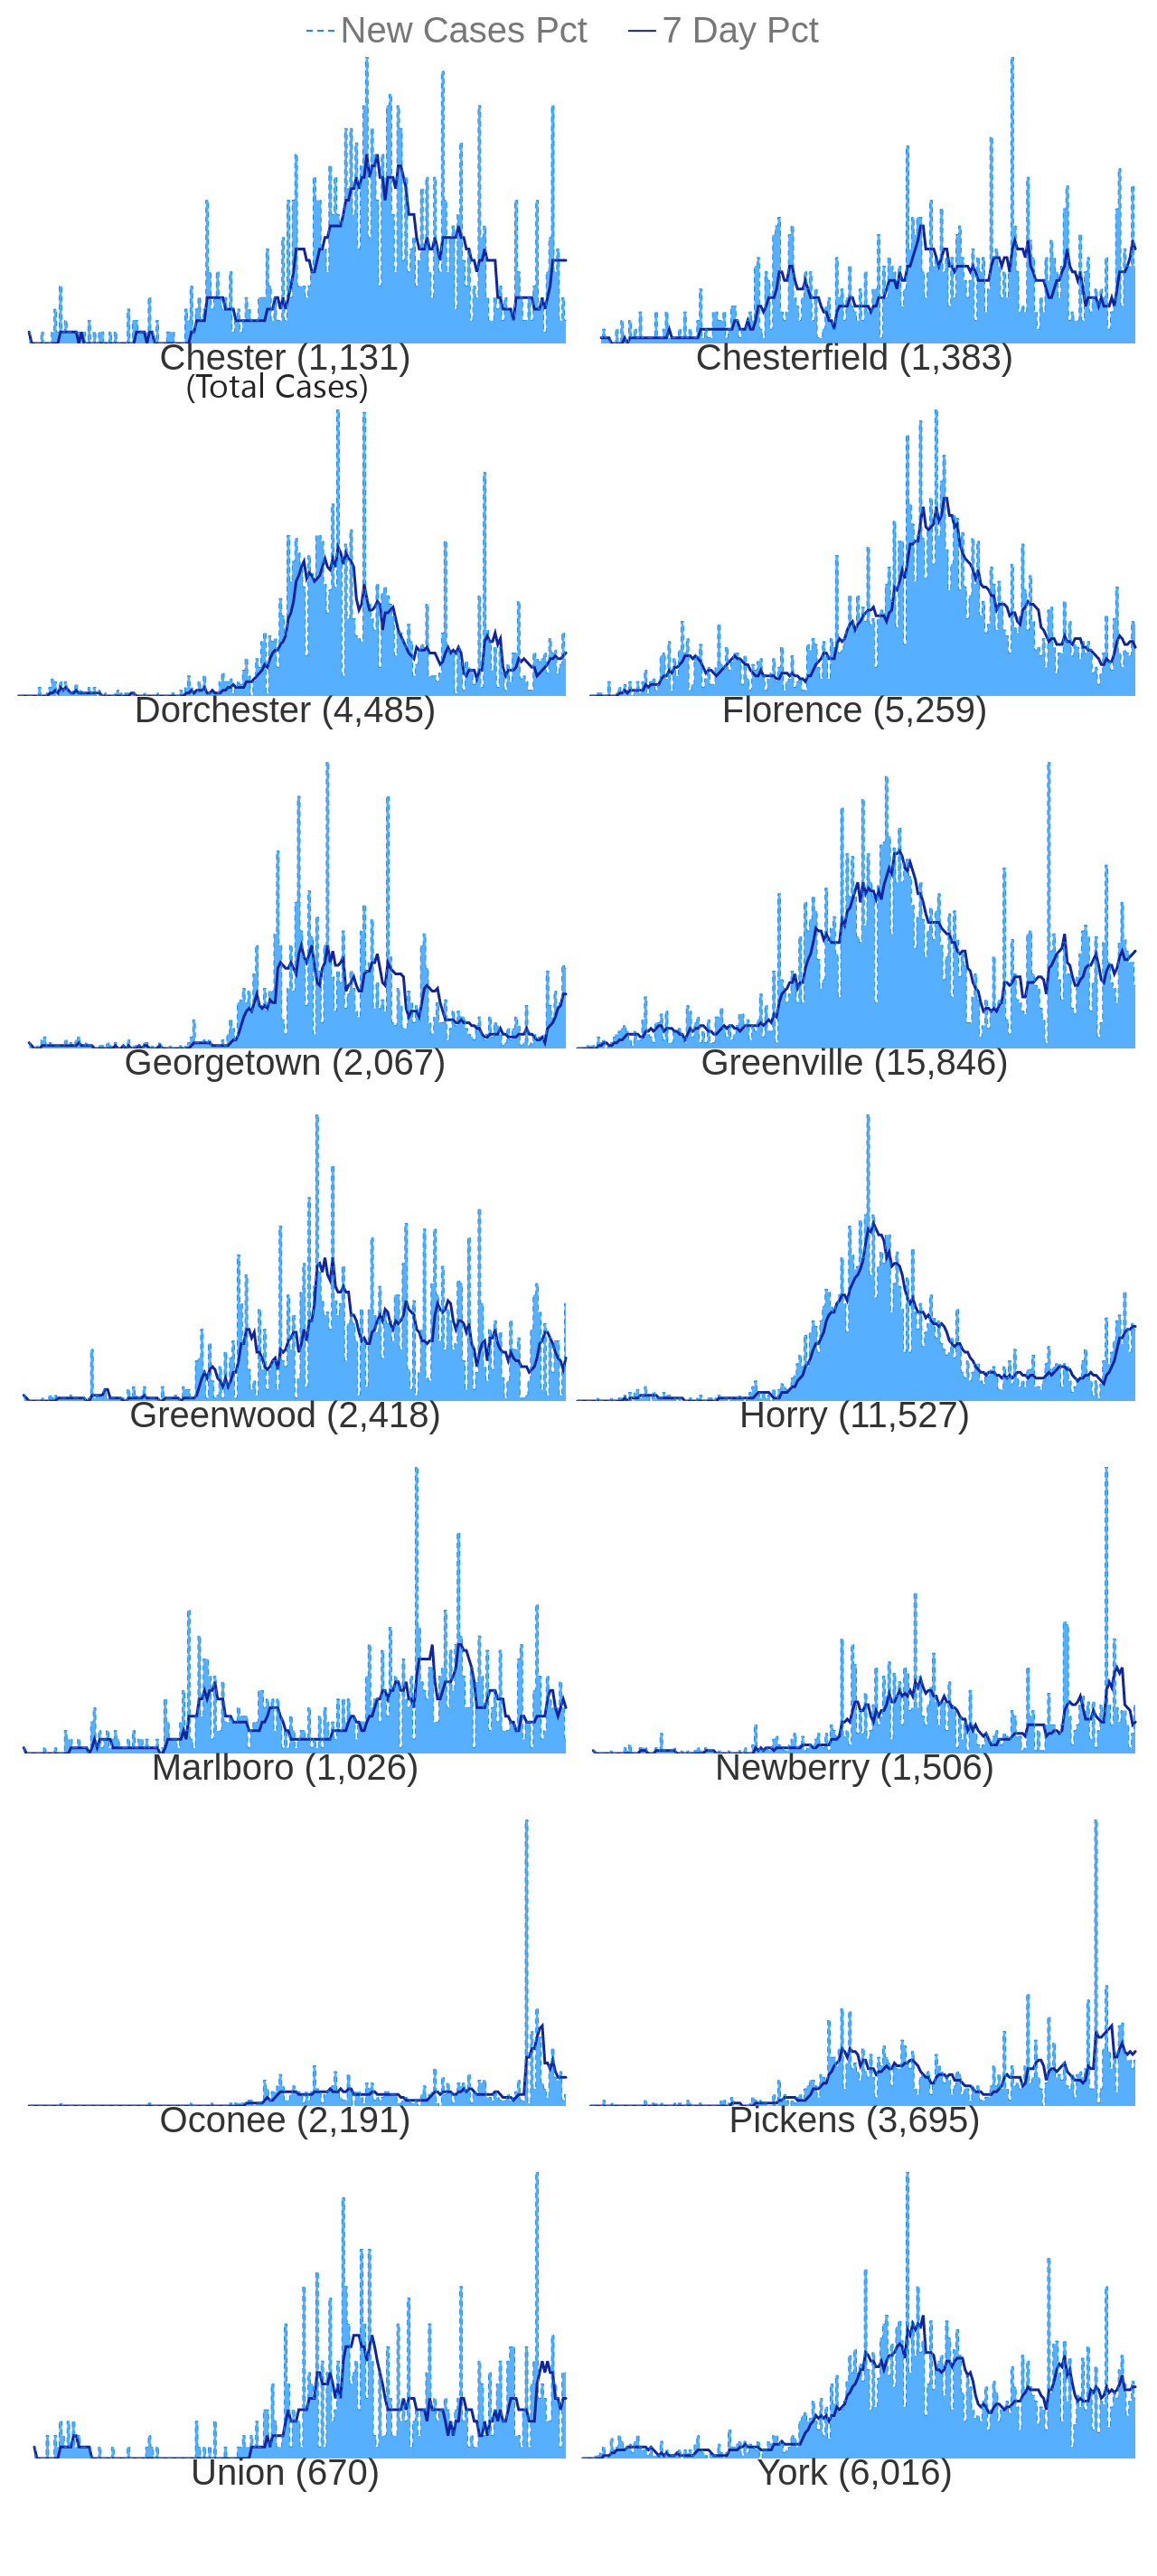 New Cases Pct 7 Day Pct
Chester (1,131) Chesterfield (1,383)
(Total Cases)
Dorchester (4,485) Florence (5,259)
Georgetown (2,067) Greenville (15,846)
Greenwood (2,418) Horry (11,527)
Marlboro (1,026) Newberry (1,506)
Oconee (2,191) Pickens (3,695)
Union (670) York (6,016)